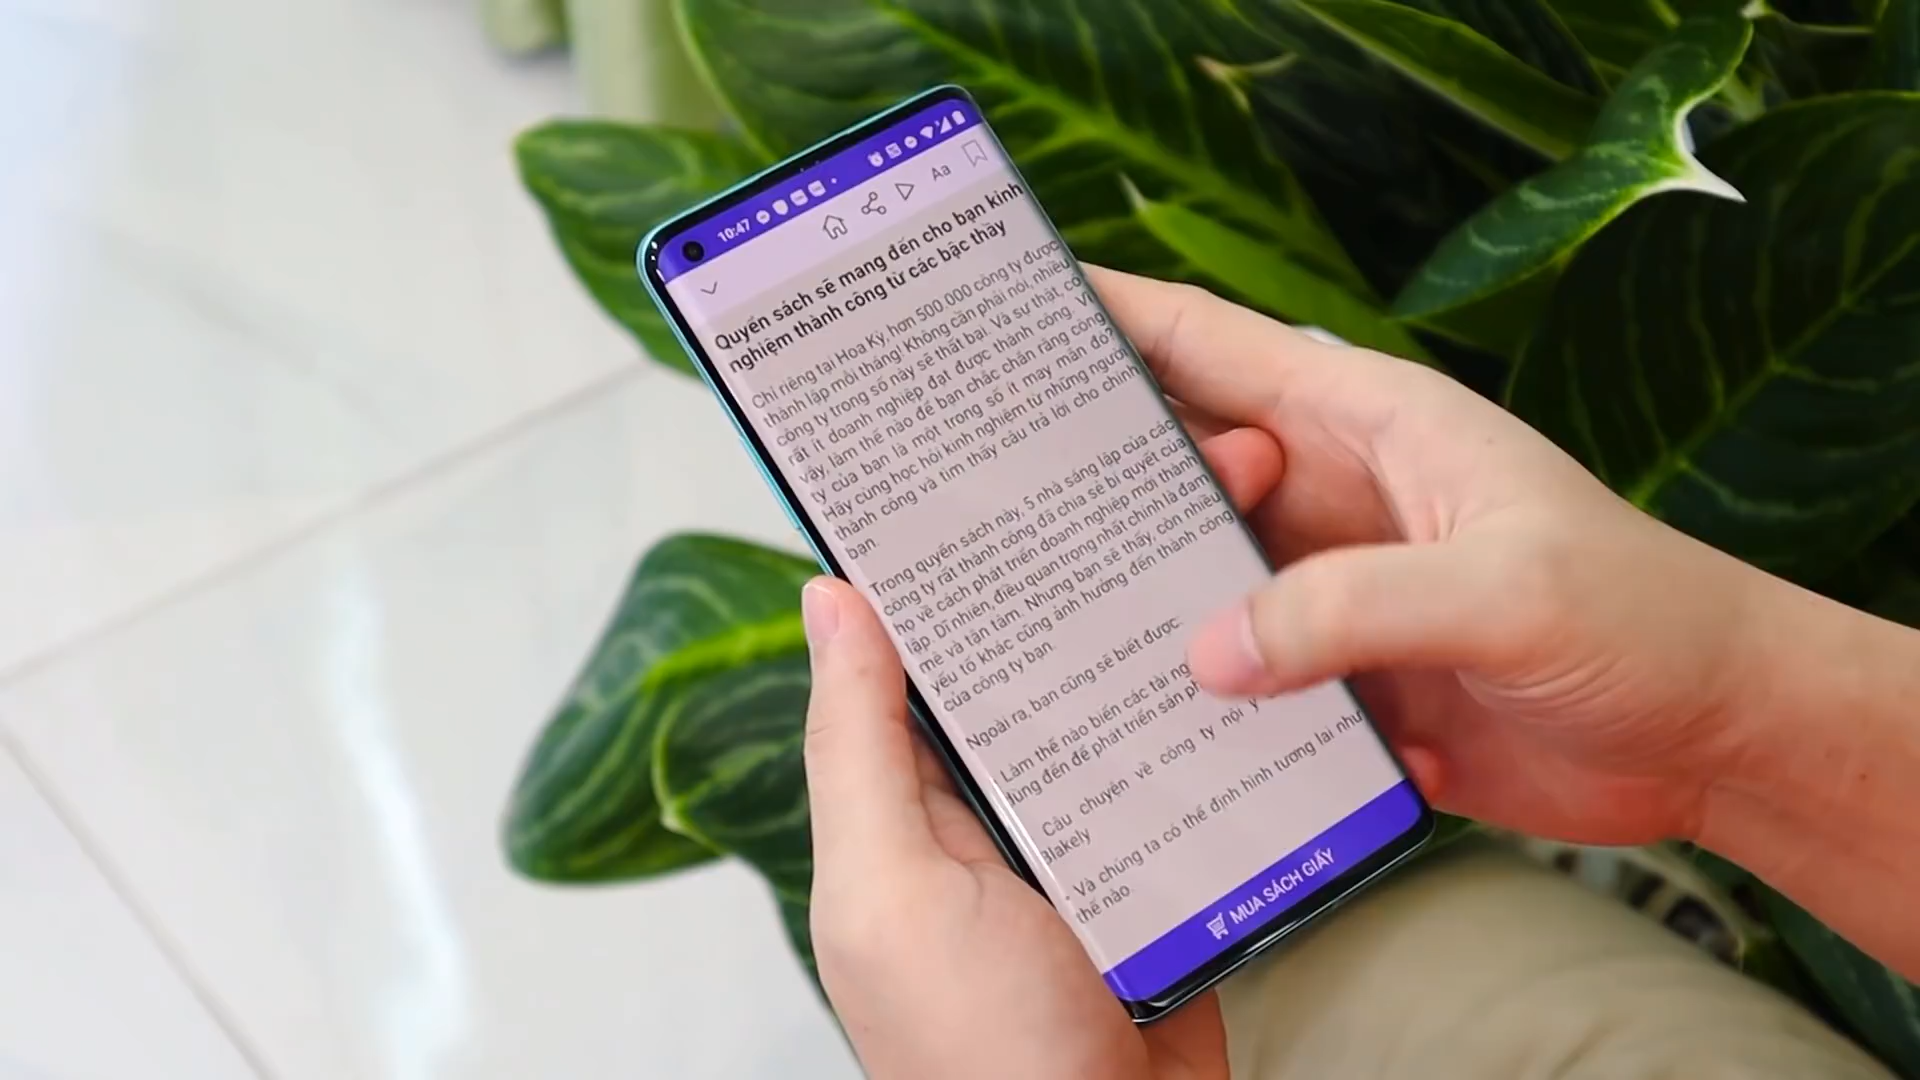 10:47
Aa
Quyển sách sẽ mang đến cho bạn kinh
nghiệm thành công từ các bậc thầy
Chỉ riêng tại Hoa Kỳ, hơn 500.000 công ty được
thành lập mỗi tháng! Không cần phải nói, nhiều
công ty trong số này sẽ thất bại. Và sự thật, có
rất ít doanh nghiệp đạt được thành công. Vì
vậy, làm thế nào để bạn chắc chắn rằng công
ty của bạn là một trong số ít may mắn đó?
Hãy cùng học hỏi kinh nghiệm từ những người
thành công và tìm thấy câu trả lời cho chính
bạn.
Trong quyển sách này, 5 nhà sáng lập của các
công ty rất thành công đã chia sẻ bí quyết của
họ về cách phát triển doanh nghiệp mới thành
lập. Dĩ nhiên, điều quan trọng nhất chính là đam
mê và tận tâm. Nhưng bạn sẽ thấy, còn nhiều
yếu tố khác cũng ảnh hưởng đến thành công
của công ty bạn.
Ngoài ra, bạn cũng sẽ biết được:
Làm thế nào biến các tài
dùng đến để phát triển sản
Câu chuyện về công ty nội y
Blakely
- Và chúng ta có thể định hình tương lai như
thế nào.
MUA SÁCH GIẤY